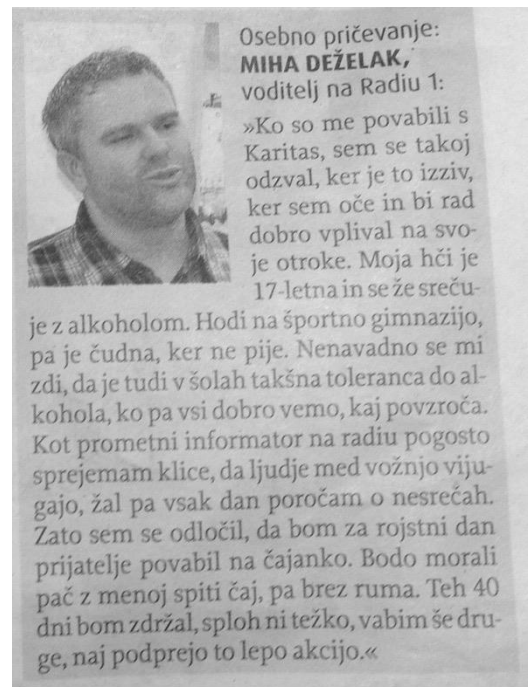 Osebno pričevanje:
MIHA DEŽELAK,
voditelj na Radiu 1:
»Ko so me povabili s
Karitas, sem se takoj
odzval, ker je to izziv,
ker sem oče in bi rad
dobro vplival na svo-
je otroke. Moja hči je
17-letna in se že sreču-
je z alkoholom. Hodi na športno gimnazijo,
pa je čudna, ker ne pije. Nenavadno se mi
zdi, da je tudi v šolah takšna toleranca do al-
kohola, ko pa vsi dobro vemo, kaj povzroča.
Kot prometni informator na radiu pogosto
sprejemam klice, da ljudje med vožnjo viju-
gajo, žal pa vsak dan poročam o nesrečah.
Zato sem se odločil, da bom za rojstni dan
prijatelje povabil na čajanko. Bodo morali
pač z menoj spiti čaj, pa brez ruma. Teh 40
dni bom zdržal, sploh ni težko, vabim še dru-
ge, naj podprejo to lepo akcijo.«